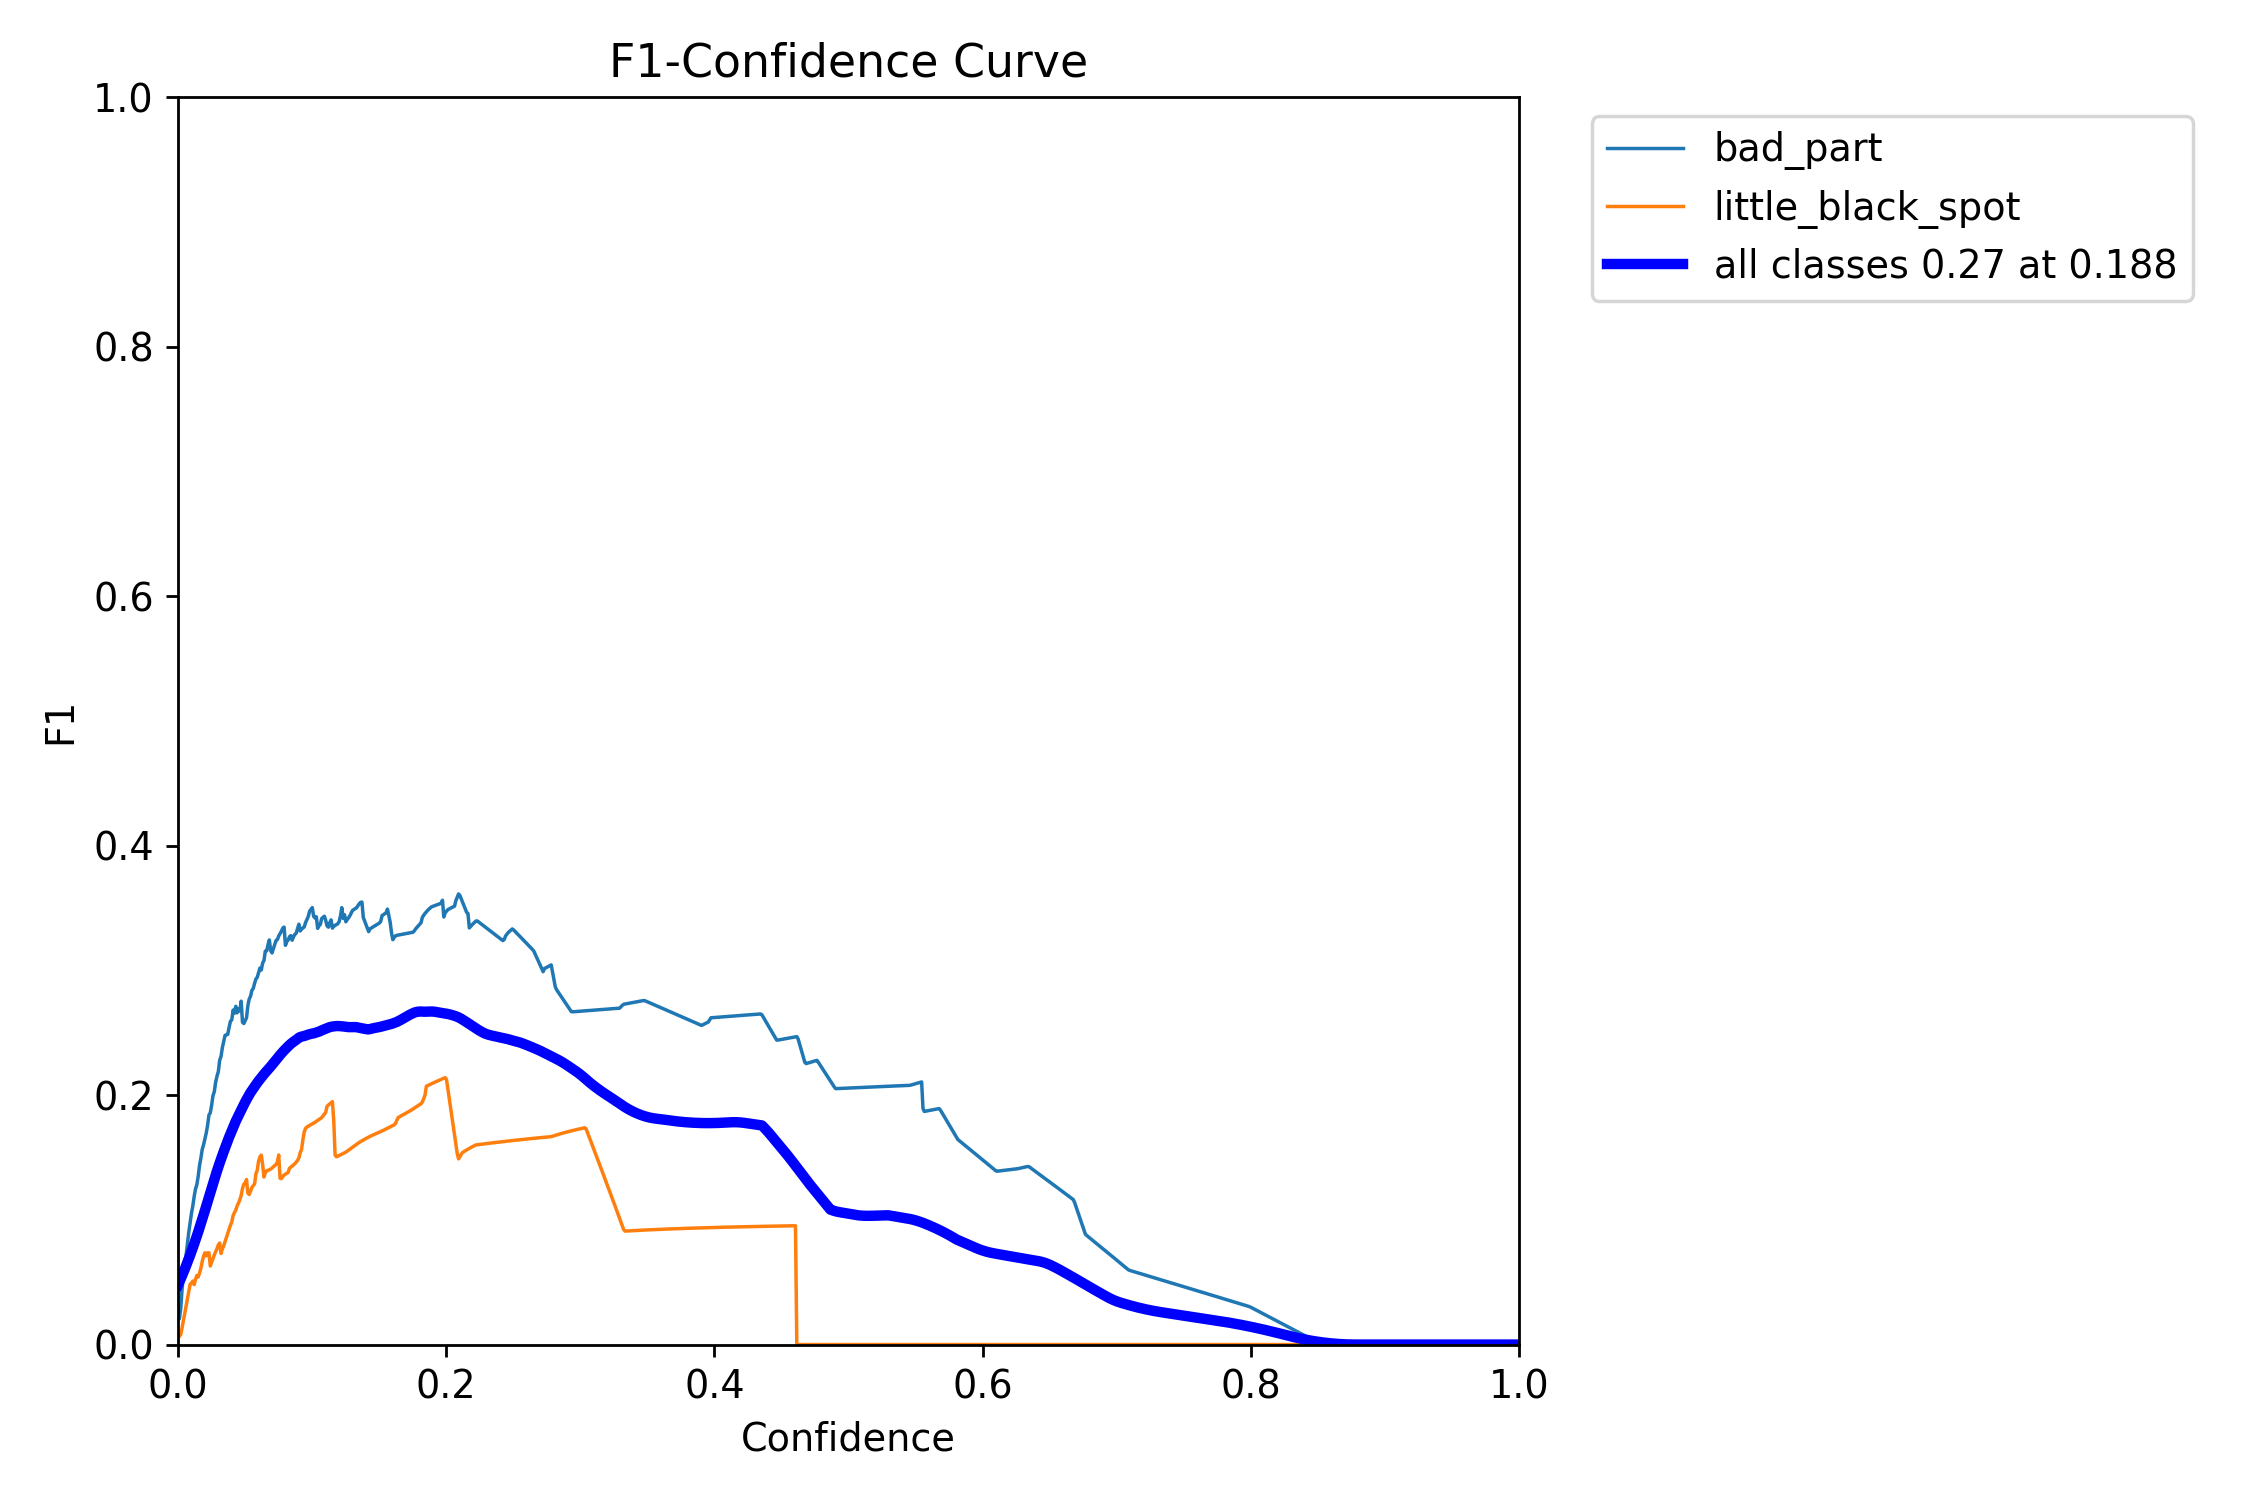 F1-Confidence Curve
1.0
0.8
0.6
0.4
0.2
0.0
F1
0.0 0.2 0.4 0.6 0.8 1.0
Confidence
bad_part
little_black_spot
all classes 0.27 at 0.188